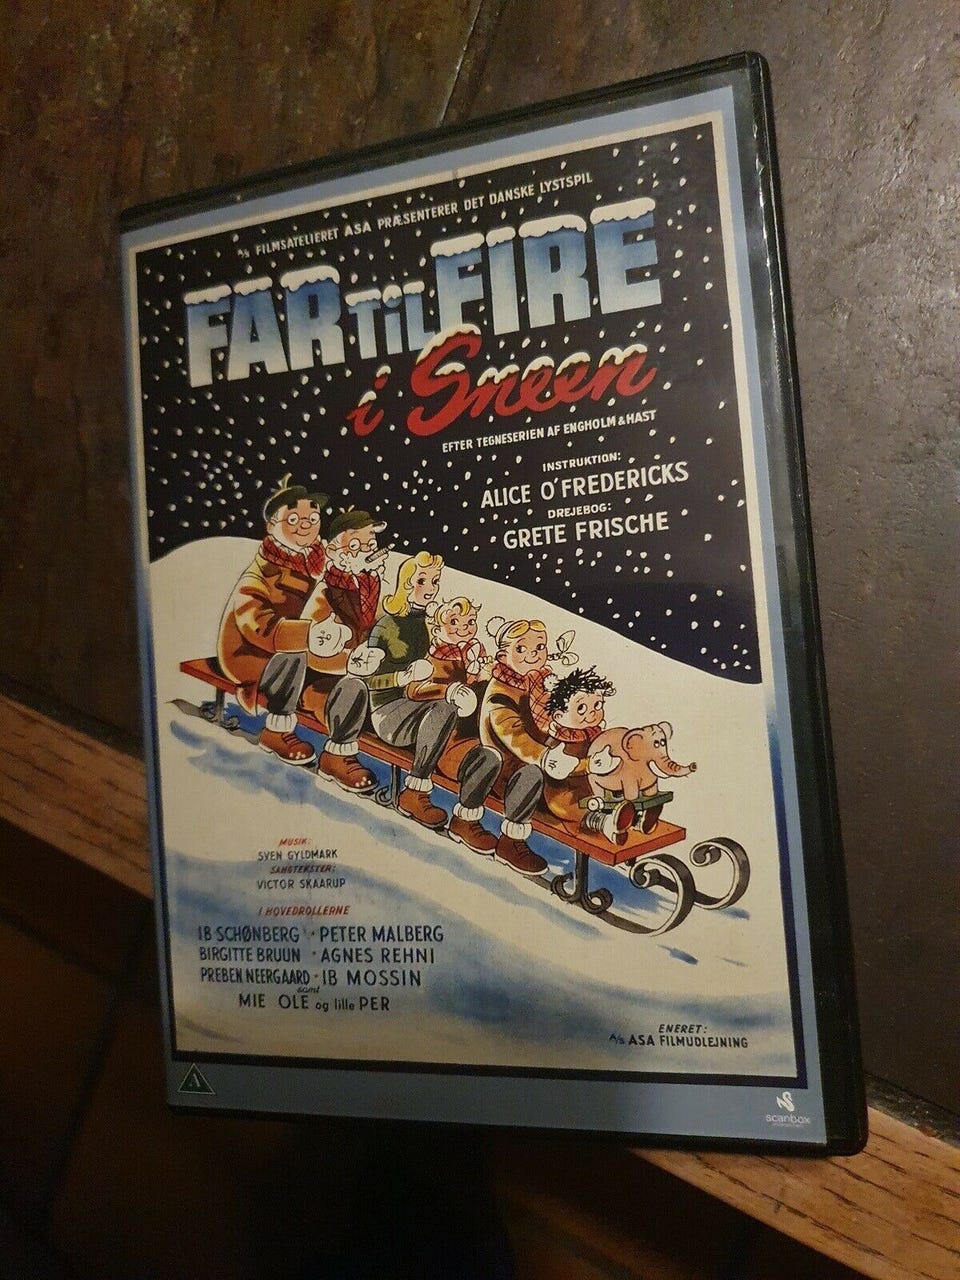 A/S FILMSATELIERET ASA PRÆSENTERER DET DANSKE LYSTSPIL
FAR TiL FIRE
i Sneen
EFTER TEGNESERIEN AF ENGHOLM & HAST
INSTRUKTION:
ALICE O'FREDERICKS
DREJEBOG:
GRETE FRISCHE
MUSIK:
SVEN GYLDMARK
SANGTEKSTER:
VICTOR SKAARUP
I HOVEDROLLERNE
IB SCHØNBERG · PETER MALBERG
BIRGITTE BRUUN · AGNES REHNI
PREBEN NEERGAARD · IB MOSSIN
samt
MIE OLE og lille PER
ENERET:
A/S ASA FILMUDLEJNING
A
scanbox